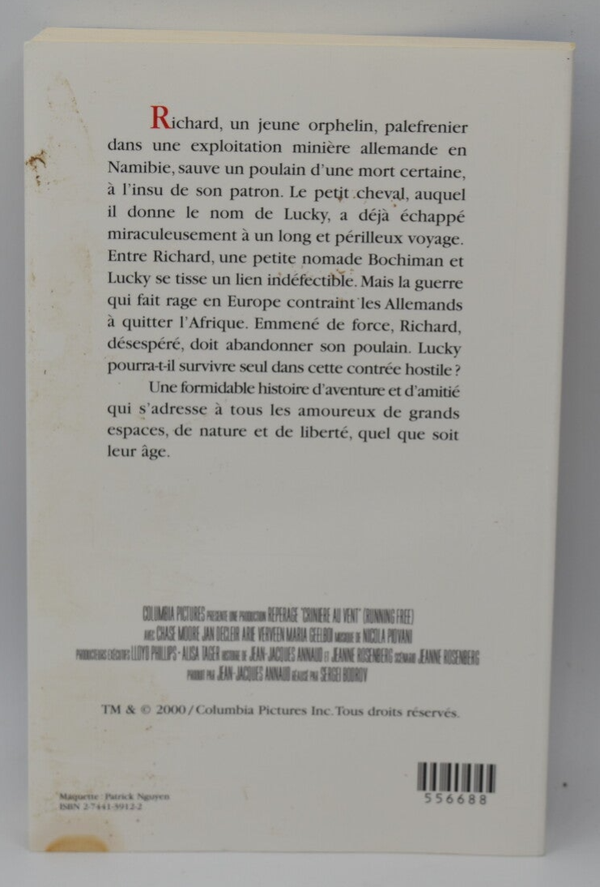 Richard, un jeune orphelin, palefrenier
dans une exploitation minière allemande en
Namibie, sauve un poulain d'une mort certaine,
à l'insu de son patron. Le petit cheval, auquel
il donne le nom de Lucky, a déjà échappé
miraculeusement à un long et périlleux voyage.
Entre Richard, une petite nomade Bochiman et
Lucky se tisse un lien indéfectible. Mais la guerre
qui fait rage en Europe contraint les Allemands
à quitter l'Afrique. Emmené de force, Richard,
désespéré, doit abandonner son poulain. Lucky
pourra-t-il survivre seul dans cette contrée hostile ?
Une formidable histoire d'aventure et d'amitié
qui s'adresse à tous les amoureux de grands
espaces, de nature et de liberté, quel que soit
leur âge.
COLUMBIA PICTURES PRÉSENTE UNE PRODUCTION REPERAGE "CRINIERE AU VENT" (RUNNING FREE)
AVEC CHASE MOORE JAN DECLEIR ARIE VERVEEN MARIA GEELBOI MUSIQUE DE NICOLA PIOVANI
PRODUCTEURS EXÉCUTIFS LLOYD PHILLIPS - ALISA TAGER HISTOIRE DE JEAN-JACQUES ANNAUD ET JEANNE ROSENBERG SCÉNARIO JEANNE ROSENBERG
PRODUIT PAR JEAN-JACQUES ANNAUD RÉALISÉ PAR SERGEI BODROV
TM & © 2000/Columbia Pictures Inc. Tous droits réservés.
Maquette : Patrick Nguyen
ISBN 2-7441-3912-2
556688